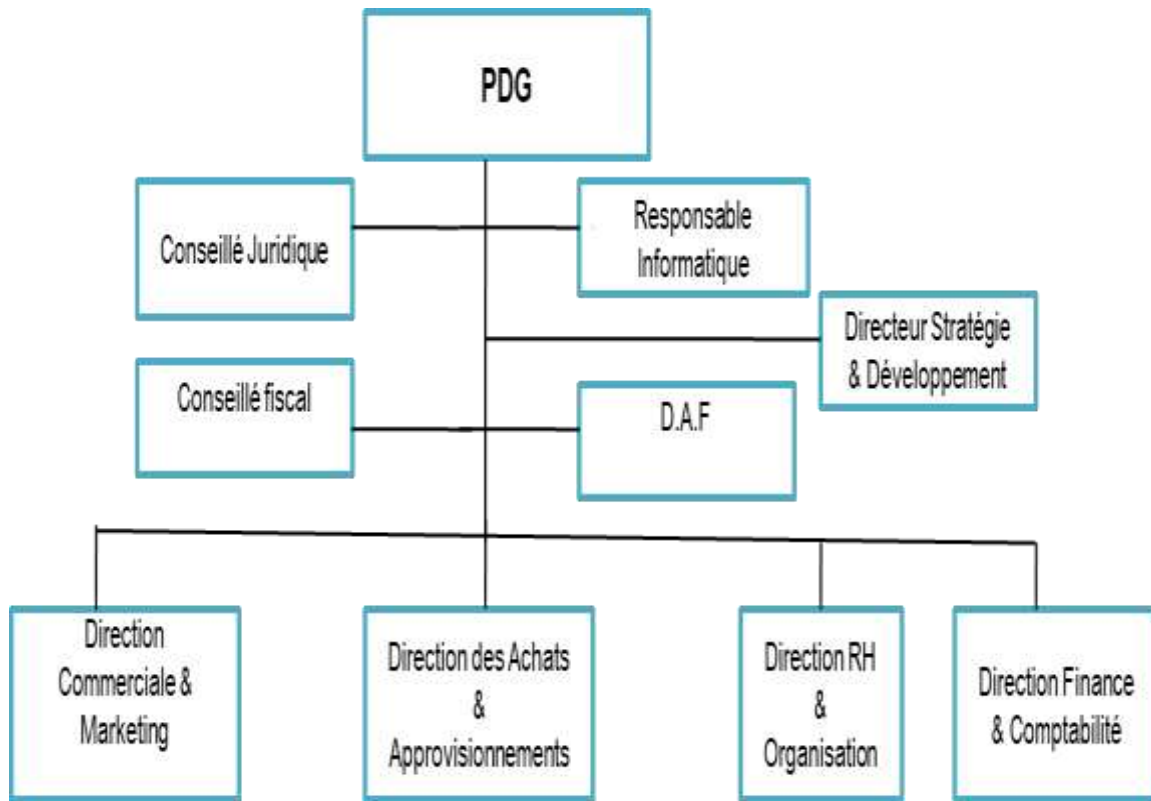 PDG
Conseillé Juridique
Responsable
Informatique
Directeur Stratégie
& Développement
Conseillé fiscal
D.A.F
Direction
Commerciale &
Marketing
Direction des Achats
&
Approvisionnements
Direction RH
&
Organisation
Direction Finance
& Comptabilité